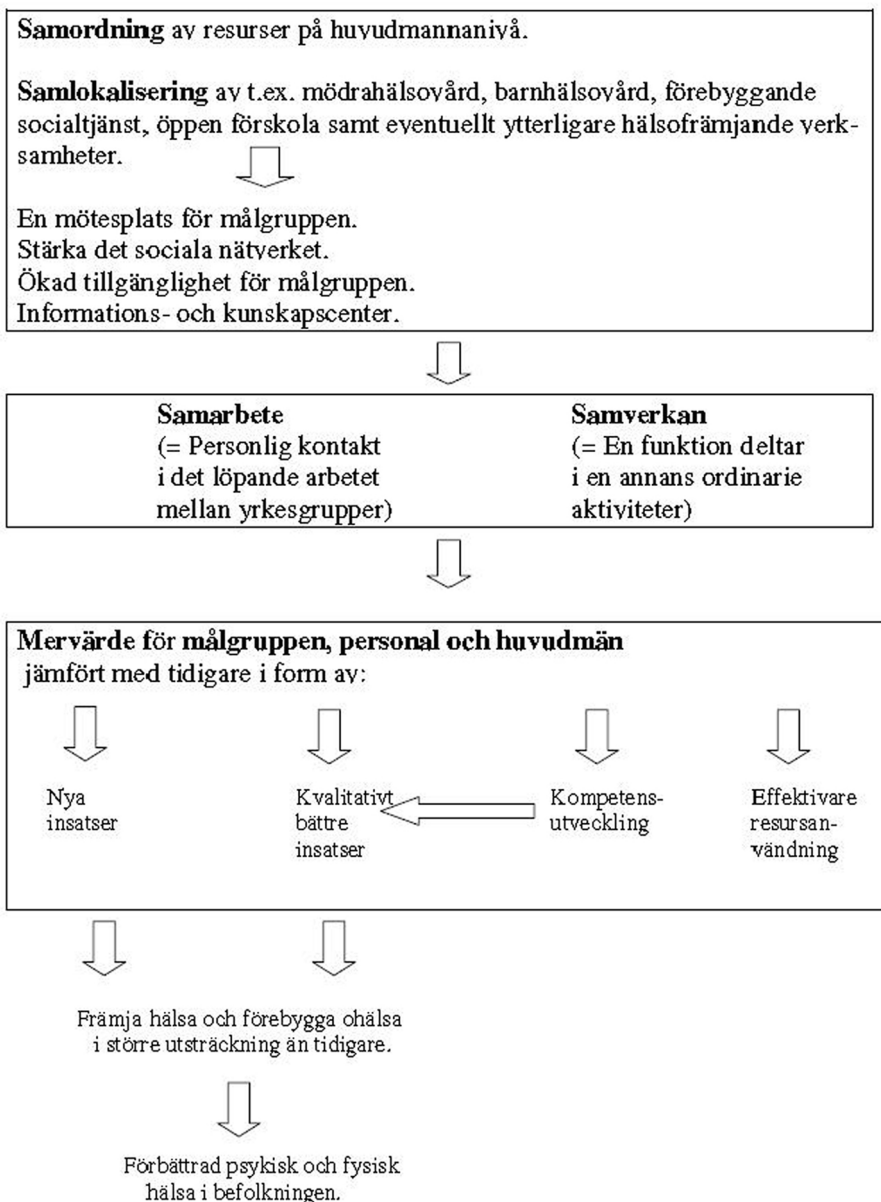 Samordning av resurser på huvudmannanivå.
Samlokalisering av t.ex. mödrahälsovård, barnhälsovård, förebyggande
socialtjänst, öppen förskola samt eventuellt ytterligare hälsofrämjande verk-
samheter.
En mötesplats för målgruppen.
Stärka det sociala nätverket.
Ökad tillgänglighet för målgruppen.
Informations- och kunskapscenter.
Samarbete
(= Personlig kontakt
i det löpande arbetet
mellan yrkesgrupper)
Samverkan
(= En funktion deltar
i en annans ordinarie
aktiviteter)
Mervärde för målgruppen, personal och huvudmän
jämfört med tidigare i form av:
Nya
insatser
Kvalitativt
bättre
insatser
Kompetens-
utveckling
Effektivare
resursan-
vändning
Främja hälsa och förebygga ohälsa
i större utsträckning än tidigare.
Förbättrad psykisk och fysisk
hälsa i befolkningen.